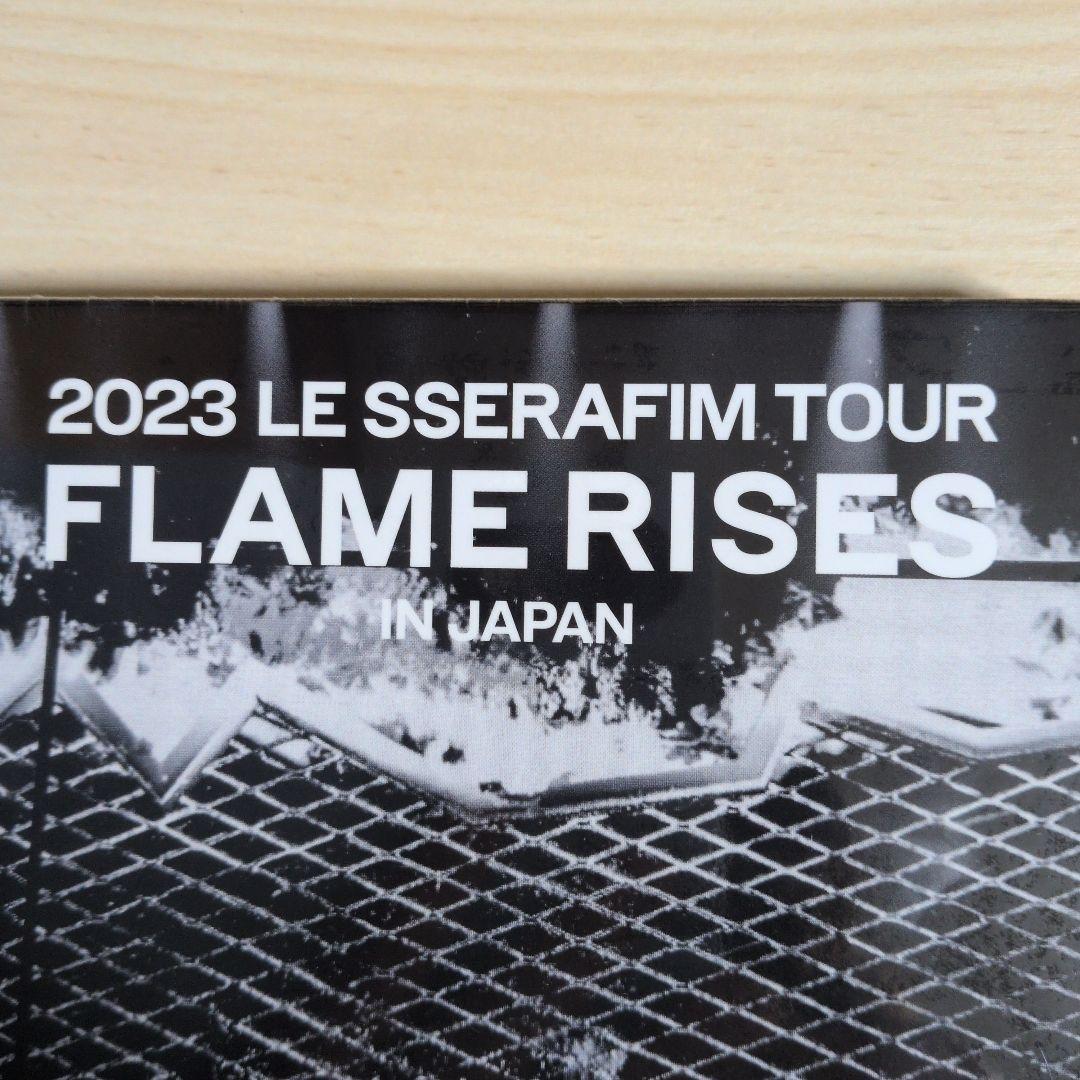 2023 LE SSERAFIM TOUR
FLAME RISES
IN JAPAN